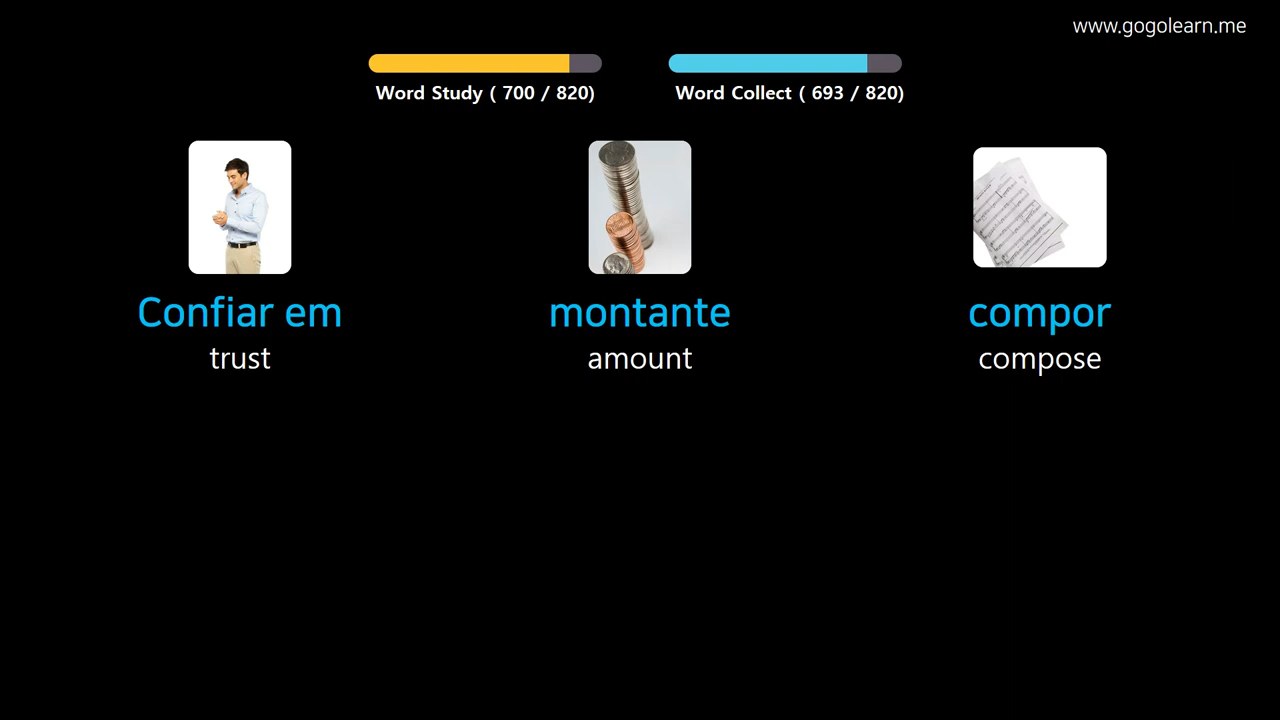 www.gogolearn.me
Word Study ( 700 / 820)
Word Collect ( 693 / 820)
Confiar em
trust
montante
amount
compor
compose